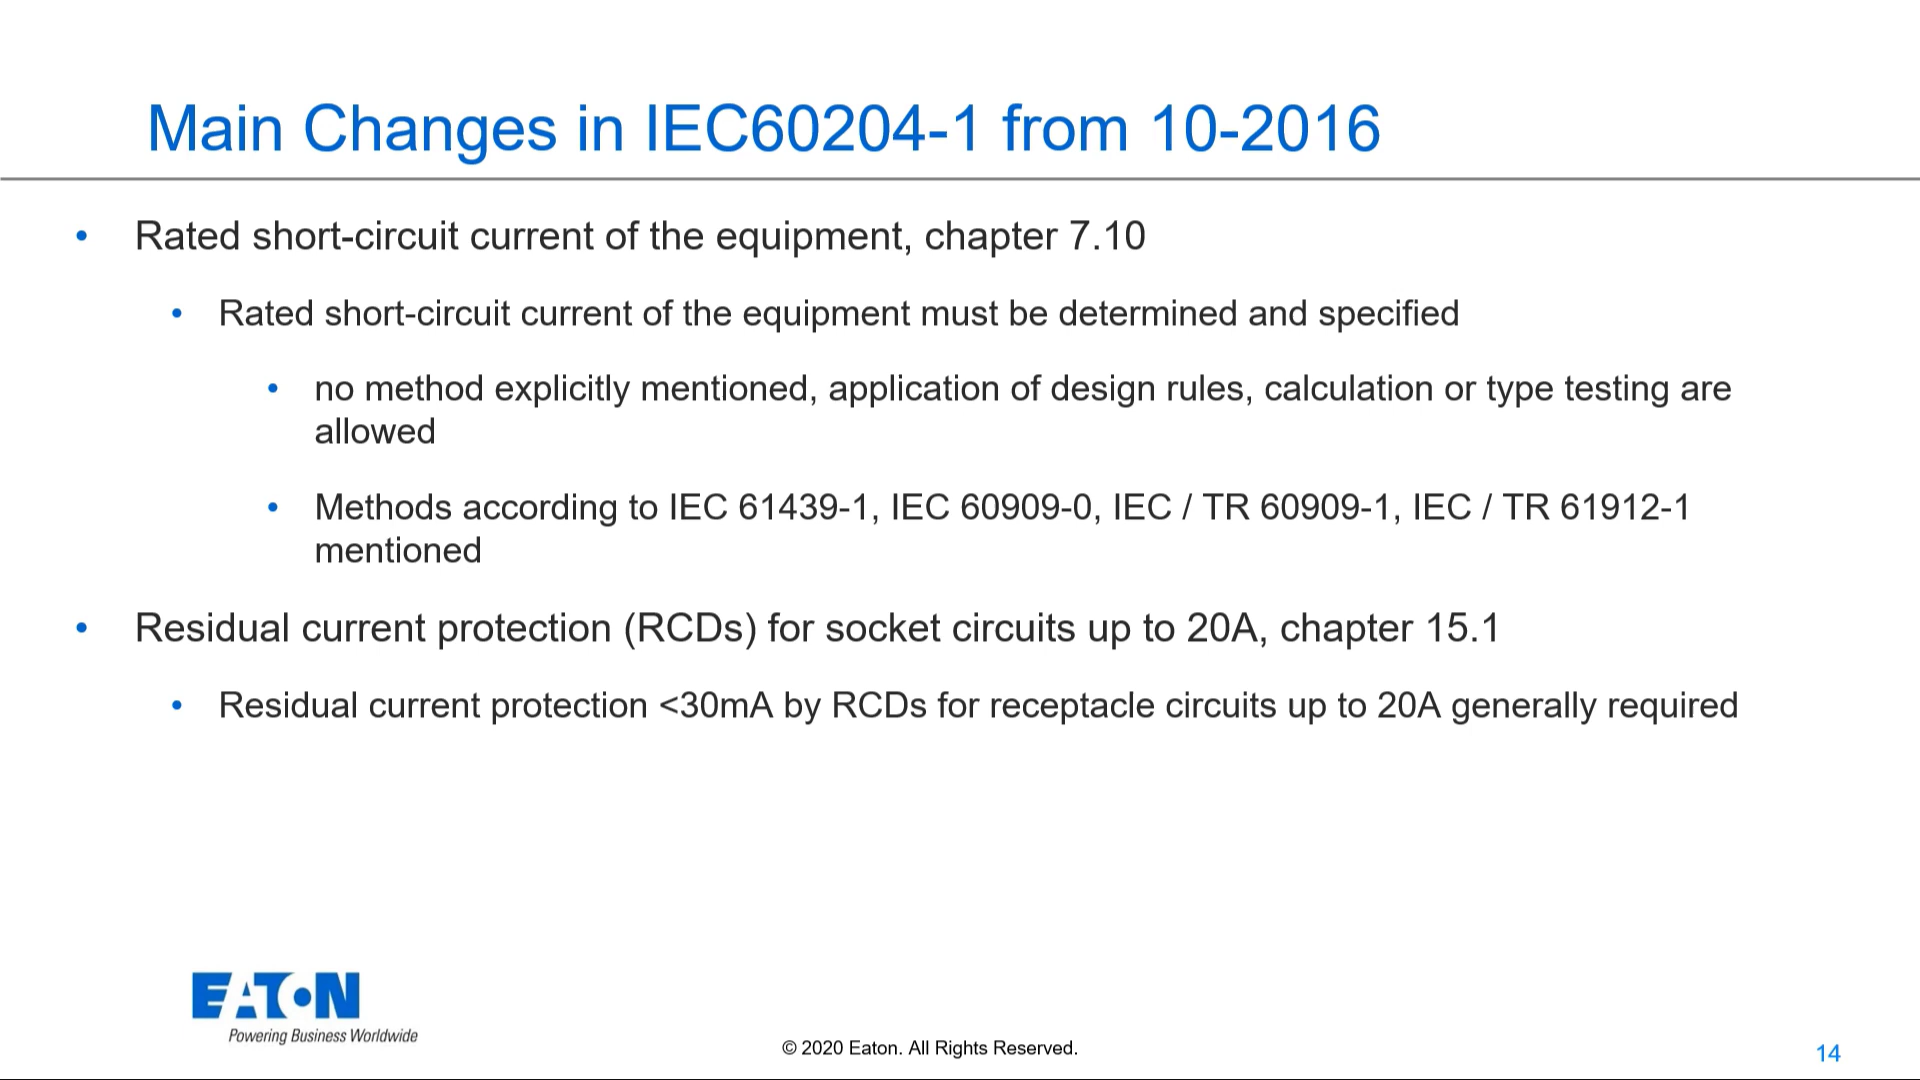 Main Changes in IEC60204-1 from 10-2016
• Rated short-circuit current of the equipment, chapter 7.10
• Rated short-circuit current of the equipment must be determined and specified
• no method explicitly mentioned, application of design rules, calculation or type testing are
allowed
• Methods according to IEC 61439-1, IEC 60909-0, IEC / TR 60909-1, IEC / TR 61912-1
mentioned
• Residual current protection (RCDs) for socket circuits up to 20A, chapter 15.1
• Residual current protection <30mA by RCDs for receptacle circuits up to 20A generally required
EATON
Powering Business Worldwide
© 2020 Eaton. All Rights Reserved.
14